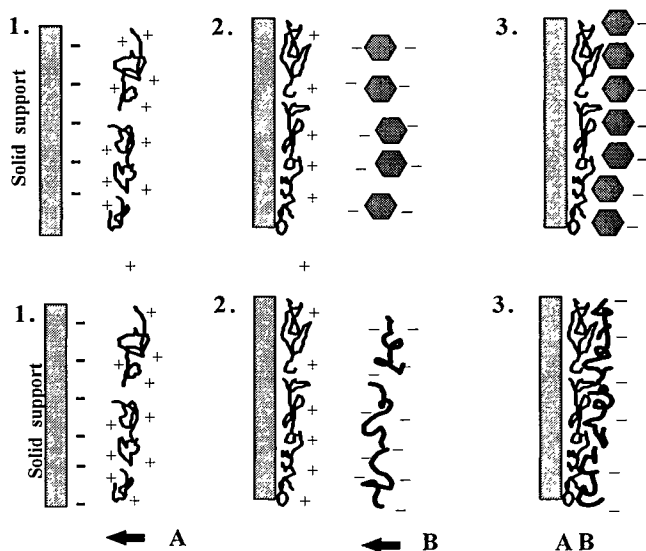 1.
2.
3.
Solid support
1.
2.
3.
Solid support
A
B
A B